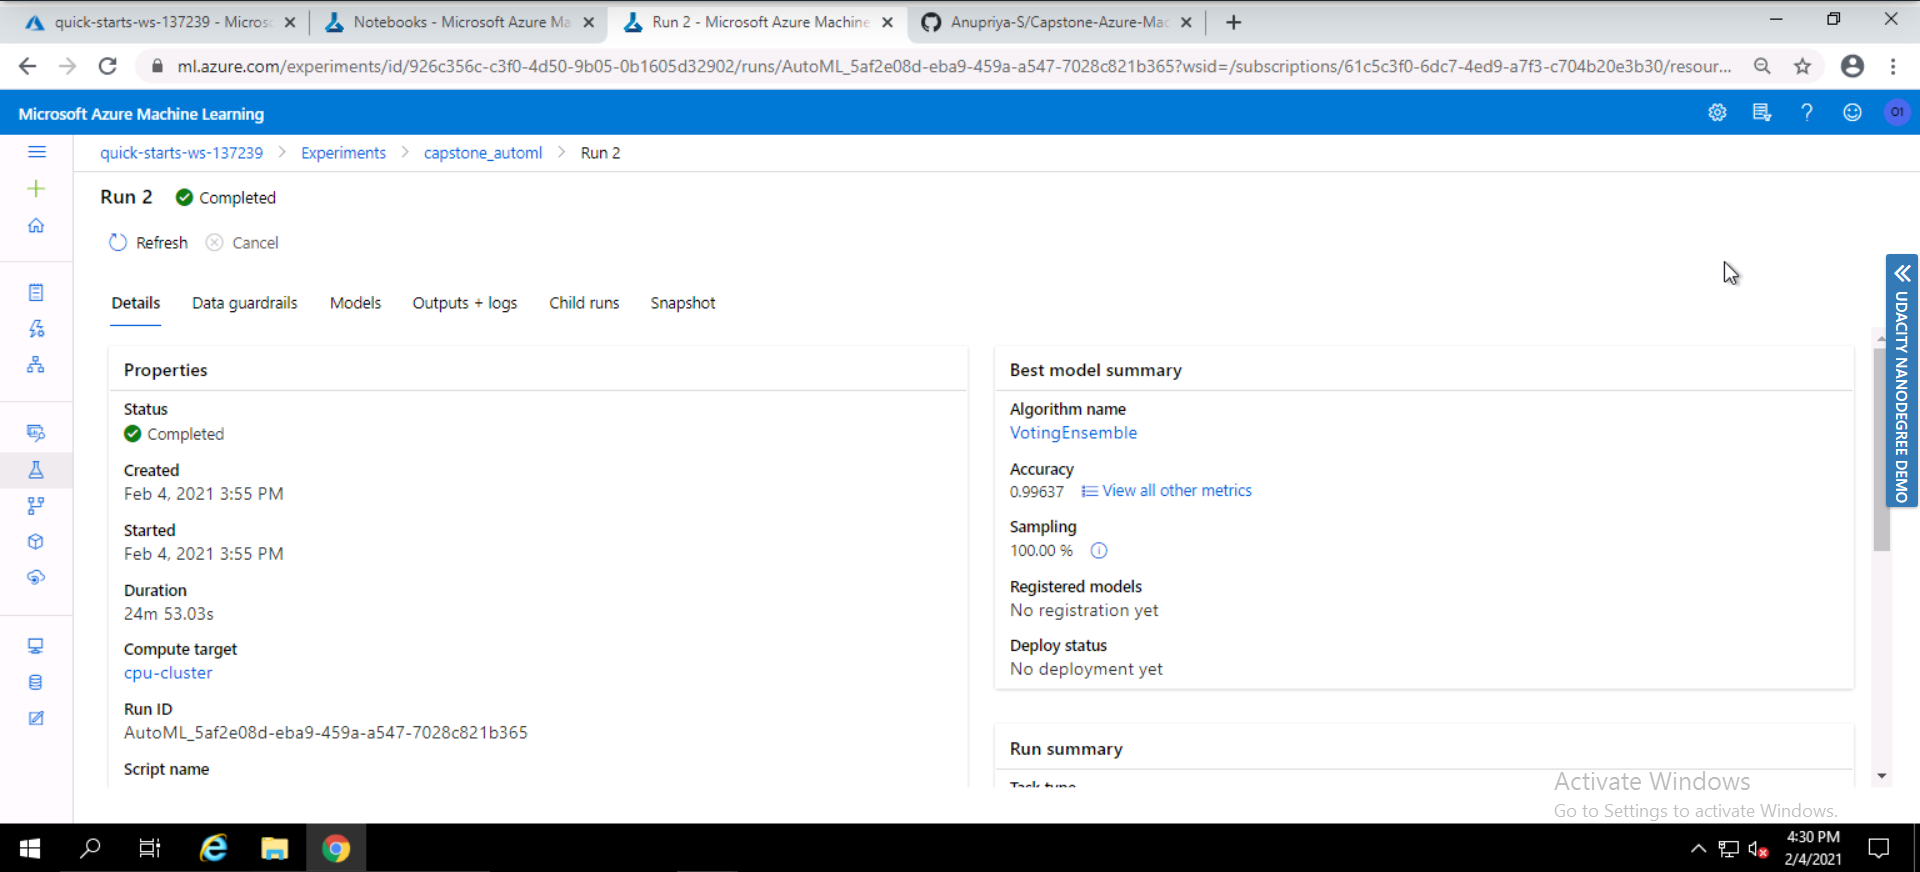 quick-starts-ws-137239 - Micros
Notebooks - Microsoft Azure Ma
Run 2 - Microsoft Azure Machine
Anupriya-S/Capstone-Azure-Mac
ml.azure.com/experiments/id/926c356c-c3f0-4d50-9b05-0b1605d32902/runs/AutoML_5af2e08d-eba9-459a-a547-7028c821b365?wsid=/subscriptions/61c5c3f0-6dc7-4ed9-a7f3-c704b20e3b30/resour...
Microsoft Azure Machine Learning
01
quick-starts-ws-137239 > Experiments > capstone_automl > Run 2
Run 2 Completed
Refresh Cancel
Details Data guardrails Models Outputs + logs Child runs Snapshot
Properties
Status
Completed
Created
Feb 4, 2021 3:55 PM
Started
Feb 4, 2021 3:55 PM
Duration
24m 53.03s
Compute target
cpu-cluster
Run ID
AutoML_5af2e08d-eba9-459a-a547-7028c821b365
Script name
Best model summary
Algorithm name
VotingEnsemble
Accuracy
0.99637 View all other metrics
Sampling
100.00 %
Registered models
No registration yet
Deploy status
No deployment yet
Run summary
Task type
UDACITY NANODEGREE DEMO
Activate Windows
Go to Settings to activate Windows.
4:30 PM
2/4/2021